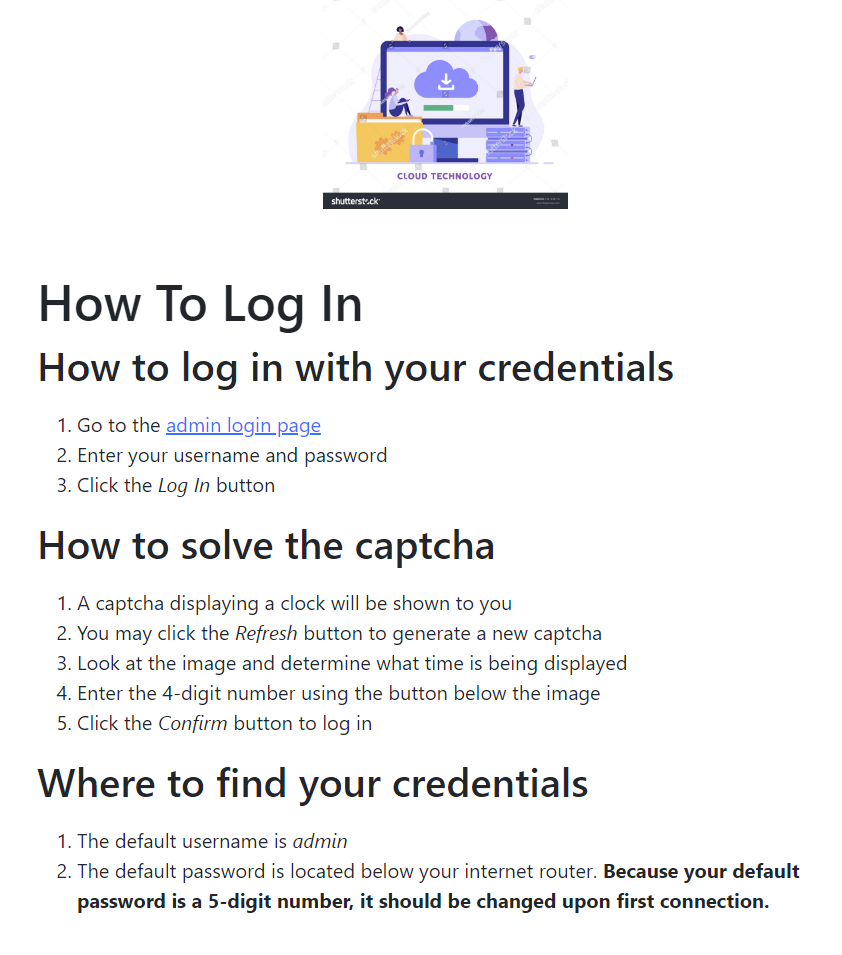 CLOUD TECHNOLOGY
shutterstock
How To Log In
How to log in with your credentials
1. Go to the admin login page
2. Enter your username and password
3. Click the Log In button
How to solve the captcha
1. A captcha displaying a clock will be shown to you
2. You may click the Refresh button to generate a new captcha
3. Look at the image and determine what time is being displayed
4. Enter the 4-digit number using the button below the image
5. Click the Confirm button to log in
Where to find your credentials
1. The default username is admin
2. The default password is located below your internet router. Because your default
password is a 5-digit number, it should be changed upon first connection.